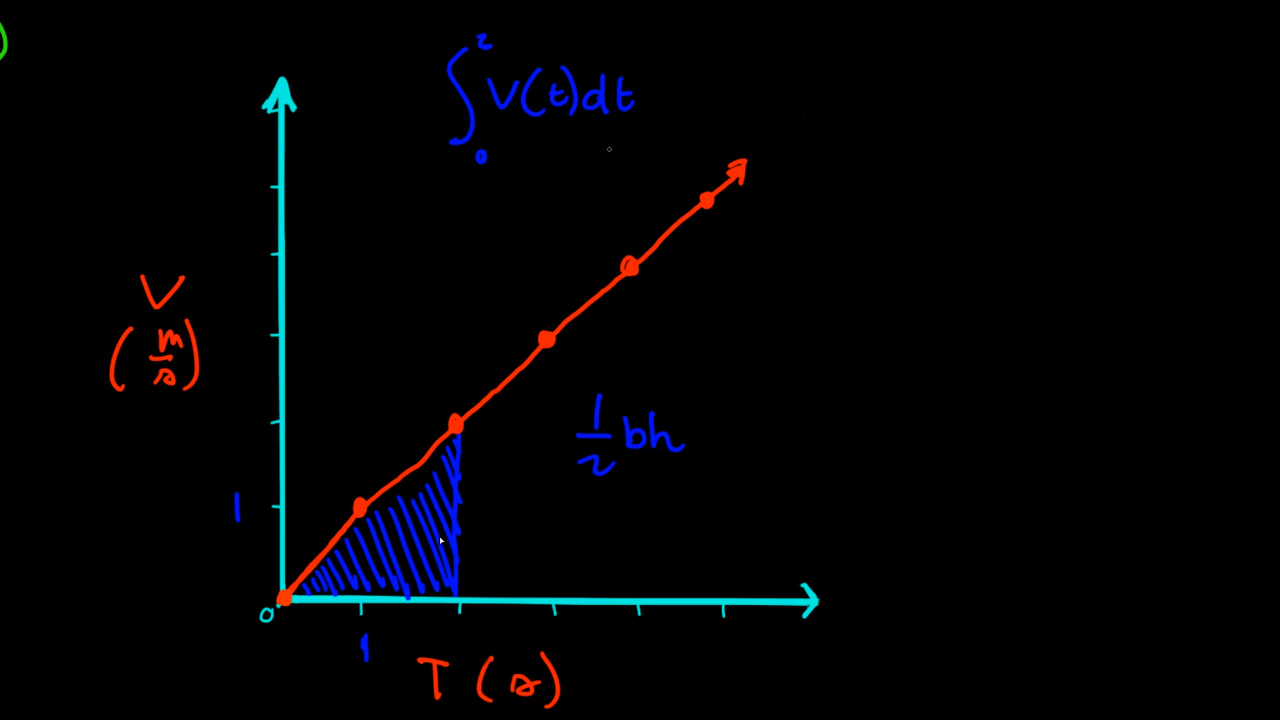 ∫₀² V(t)dt
V
(m/s)
1/2 bh
1
0
1
T (s)